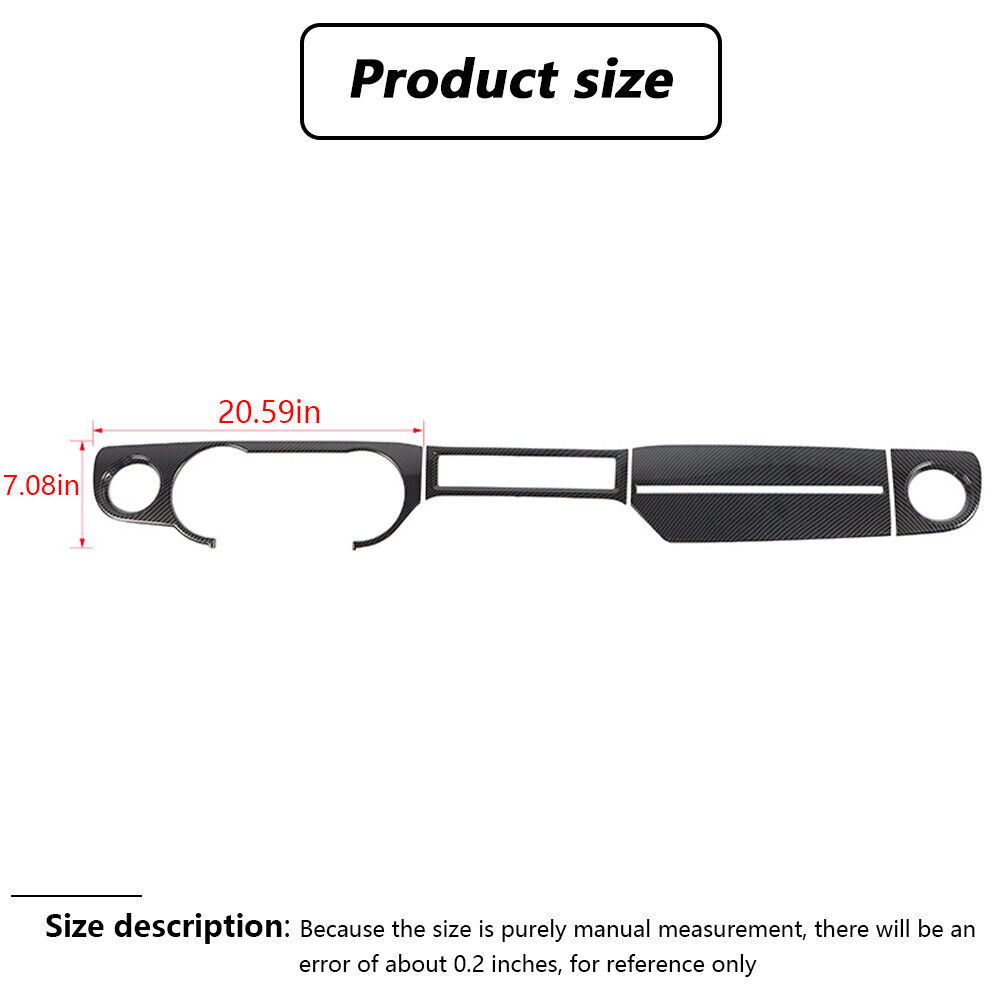 Product size
20.59in
7.08in
Size description: Because the size is purely manual measurement, there will be an
error of about 0.2 inches, for reference only